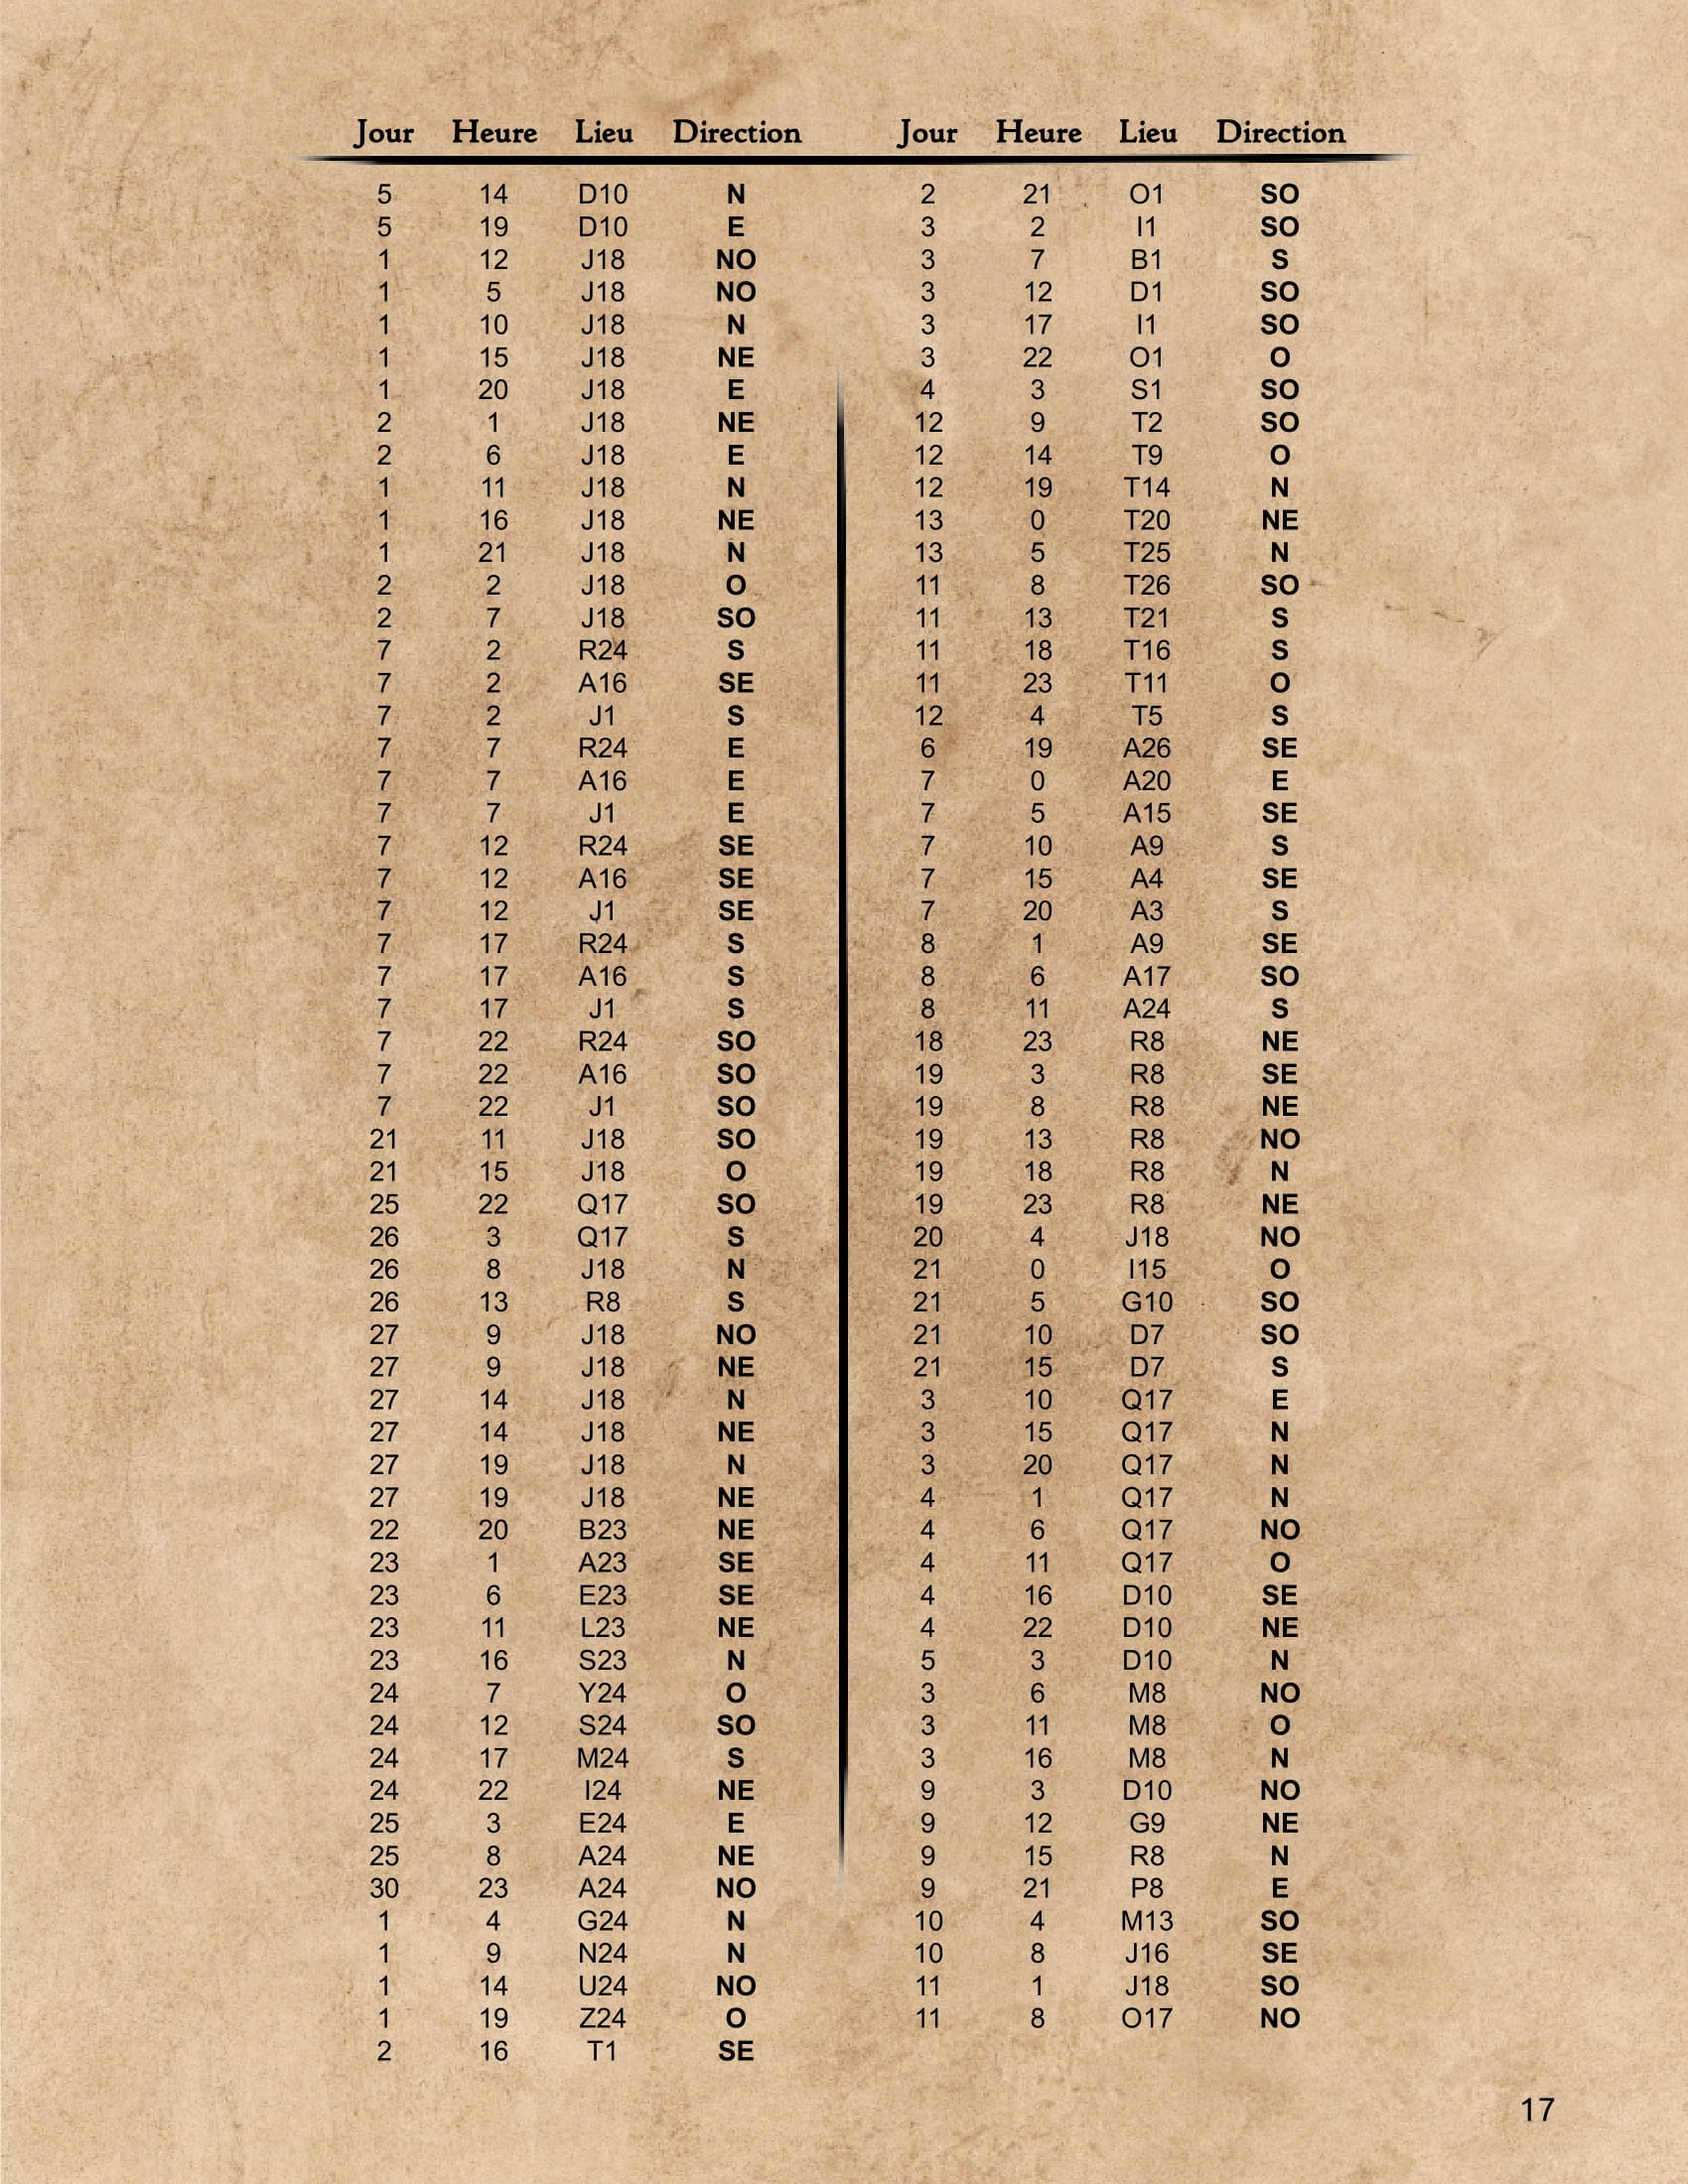 Jour Heure Lieu Direction
5 14 D10 N
5 19 D10 E
1 12 J18 NO
1 5 J18 NO
1 10 J18 N
1 15 J18 NE
1 20 J18 E
2 1 J18 NE
2 6 J18 E
1 11 J18 N
1 16 J18 NE
1 21 J18 N
2 2 J18 O
2 7 J18 SO
7 2 R24 S
7 2 A16 SE
7 2 J1 S
7 7 R24 E
7 7 A16 E
7 7 J1 E
7 12 R24 SE
7 12 A16 SE
7 12 J1 SE
7 17 R24 S
7 17 A16 S
7 17 J1 S
7 22 R24 SO
7 22 A16 SO
7 22 J1 SO
21 11 J18 SO
21 15 J18 O
25 22 Q17 SO
26 3 Q17 S
26 8 J18 N
26 13 R8 S
27 9 J18 NO
27 9 J18 NE
27 14 J18 N
27 14 J18 NE
27 19 J18 N
27 19 J18 NE
22 20 B23 NE
23 1 A23 SE
23 6 E23 SE
23 11 L23 NE
23 16 S23 N
24 7 Y24 O
24 12 S24 SO
24 17 M24 S
24 22 I24 NE
25 3 E24 E
25 8 A24 NE
30 23 A24 NO
1 4 G24 N
1 9 N24 N
1 14 U24 NO
1 19 Z24 O
2 16 T1 SE
Jour Heure Lieu Direction
2 21 O1 SO
3 2 I1 SO
3 7 B1 S
3 12 D1 SO
3 17 I1 SO
3 22 O1 O
4 3 S1 SO
12 9 T2 SO
12 14 T9 O
12 19 T14 N
13 0 T20 NE
13 5 T25 N
11 8 T26 SO
11 13 T21 S
11 18 T16 S
11 23 T11 O
12 4 T5 S
6 19 A26 SE
7 0 A20 E
7 5 A15 SE
7 10 A9 S
7 15 A4 SE
7 20 A3 S
8 1 A9 SE
8 6 A17 SO
8 11 A24 S
18 23 R8 NE
19 3 R8 SE
19 8 R8 NE
19 13 R8 NO
19 18 R8 N
19 23 R8 NE
20 4 J18 NO
21 0 I15 O
21 5 G10 SO
21 10 D7 SO
21 15 D7 S
3 10 Q17 E
3 15 Q17 N
3 20 Q17 N
4 1 Q17 N
4 6 Q17 NO
4 11 Q17 O
4 16 D10 SE
4 22 D10 NE
5 3 D10 N
3 6 M8 NO
3 11 M8 O
3 16 M8 N
9 3 D10 NO
9 12 G9 NE
9 15 R8 N
9 21 P8 E
10 4 M13 SO
10 8 J16 SE
11 1 J18 SO
11 8 O17 NO
17